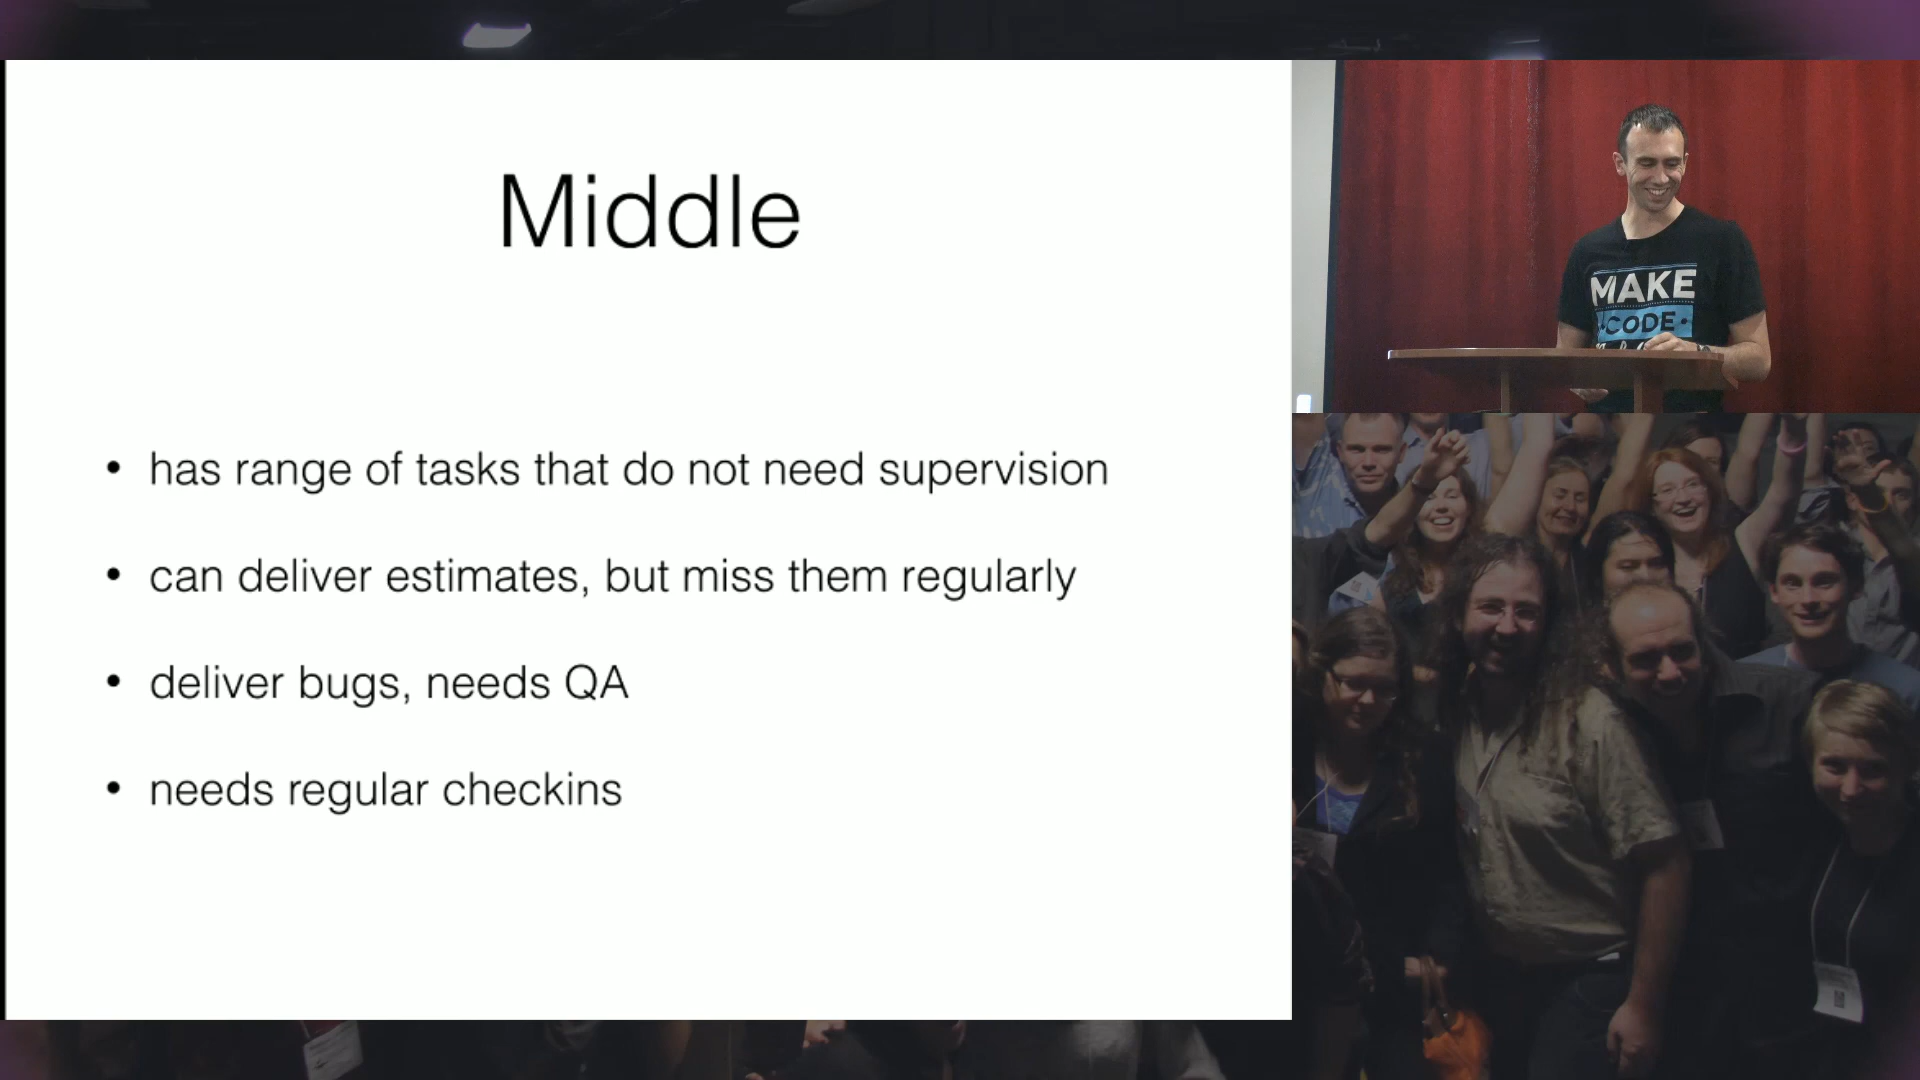 Middle
• has range of tasks that do not need supervision
• can deliver estimates, but miss them regularly
• deliver bugs, needs QA
• needs regular checkins
MAKE
CODE